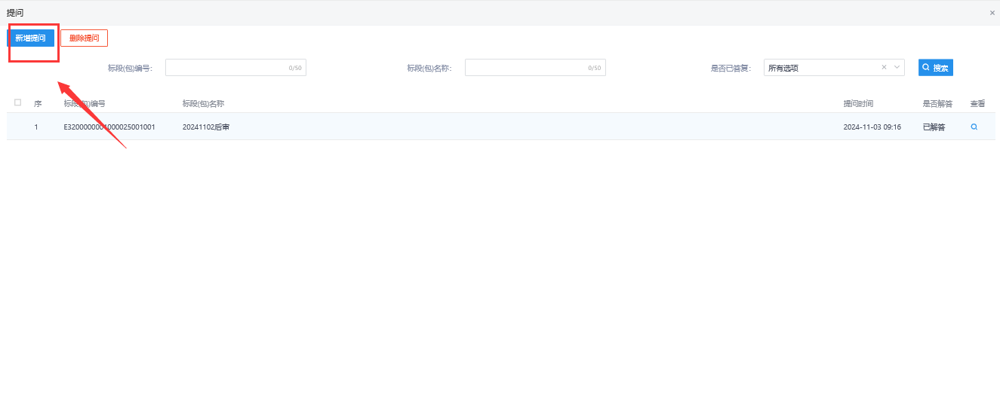 提问
新增提问 删除提问
标段(包)编号： 0/50 标段(包)名称： 0/50 是否已答复： 所有选项 搜索
序 标段(包)编号 标段(包)名称 提问时间 是否解答 查看
1 E3200000001000025001001 20241102后审 2024-11-03 09:16 已解答